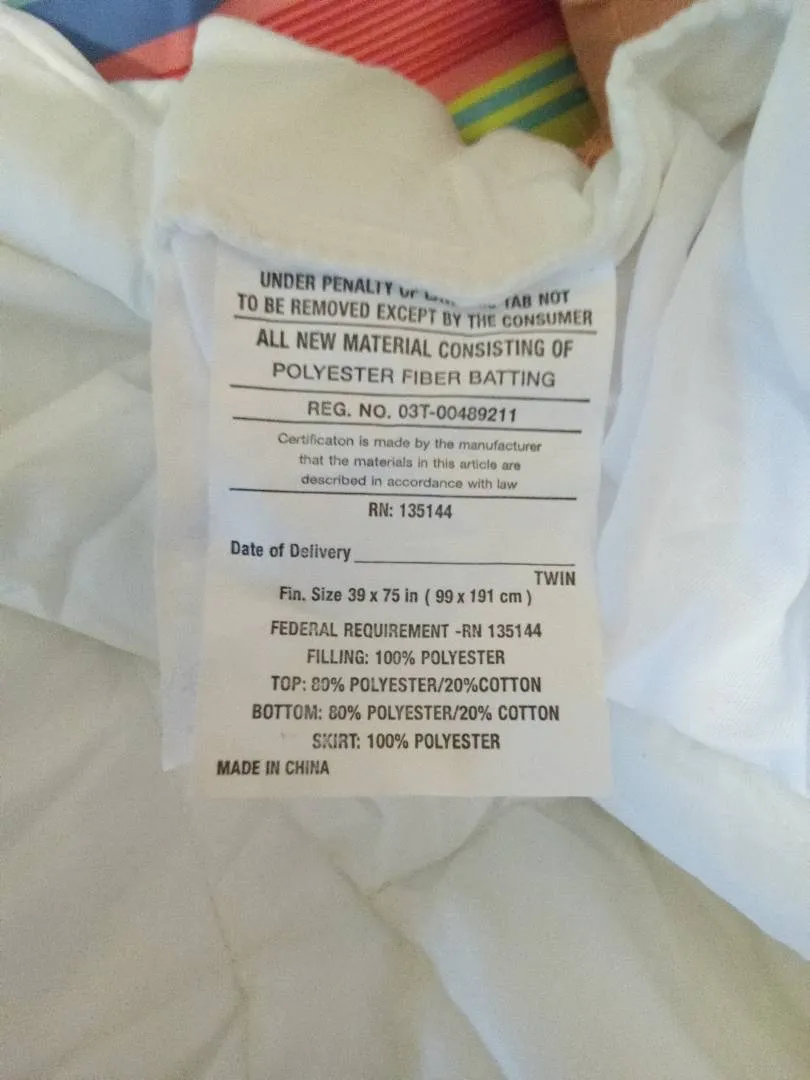 UNDER PENALTY OF TAB NOT
TO BE REMOVED EXCEPT BY THE CONSUMER
ALL NEW MATERIAL CONSISTING OF
POLYESTER FIBER BATTING
REG. NO. 03T-00489211
Certificaton is made by the manufacturer
that the materials in this article are
described in accordance with law
RN: 135144
Date of Delivery
TWIN
Fin. Size 39 x 75 in ( 99 x 191 cm )
FEDERAL REQUIREMENT -RN 135144
FILLING: 100% POLYESTER
TOP: 80% POLYESTER/20%COTTON
BOTTOM: 80% POLYESTER/20% COTTON
SKIRT: 100% POLYESTER
MADE IN CHINA